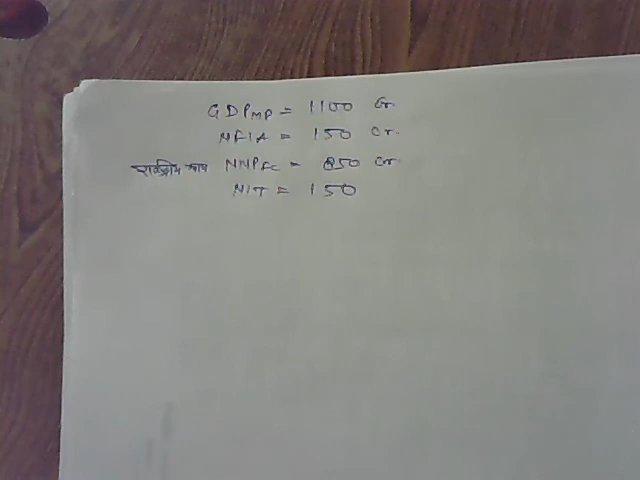 GDPMP = 1100 Cr.
NFIA = 150 Cr.
राष्ट्रीय आय NNPFC = 850 Cr.
NIT = 150